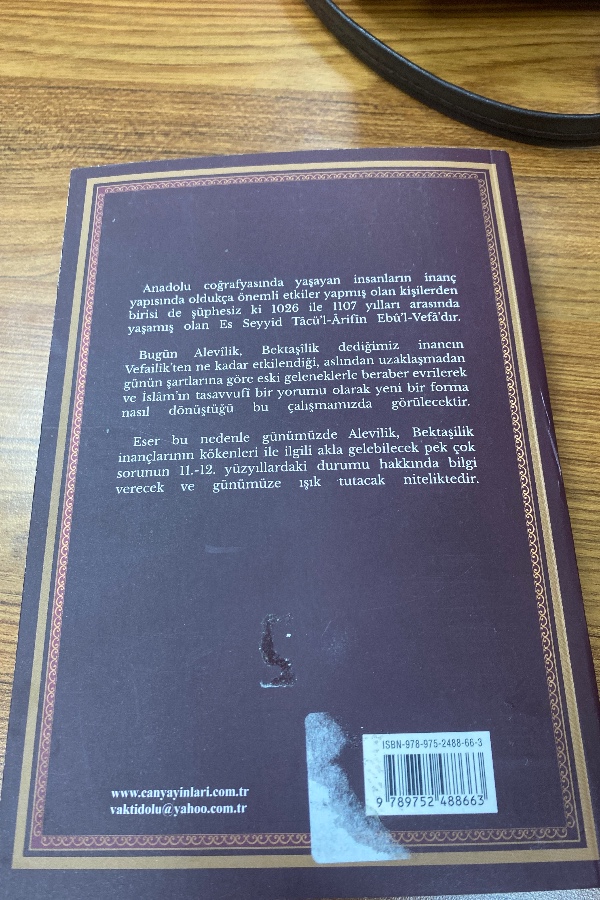 Anadolu coğrafyasında yaşayan insanların inanç
yapısında oldukça önemli etkiler yapmış olan kişilerden
birisi de şüphesiz ki 1026 ile 1107 yılları arasında
yaşamış olan Es Seyyid Tâcü'l-Ârifîn Ebû'l-Vefâ'dır.
Bugün Alevilik, Bektaşilik dediğimiz inancın
Vefailik'ten ne kadar etkilendiği, aslından uzaklaşmadan
günün şartlarına göre eski geleneklerle beraber evrilerek
ve İslâm'ın tasavvufî bir yorumu olarak yeni bir forma
nasıl dönüştüğü bu çalışmamızda görülecektir.
Eser bu nedenle günümüzde Alevilik, Bektaşilik
inançlarının kökenleri ile ilgili akla gelebilecek pek çok
sorunun 11.-12. yüzyıllardaki durumu hakkında bilgi
verecek ve günümüze ışık tutacak niteliktedir.
www.canyayinlari.com.tr
vaktidolu@yahoo.com.tr
ISBN-978-975-2488-66-3
9 789752 488663